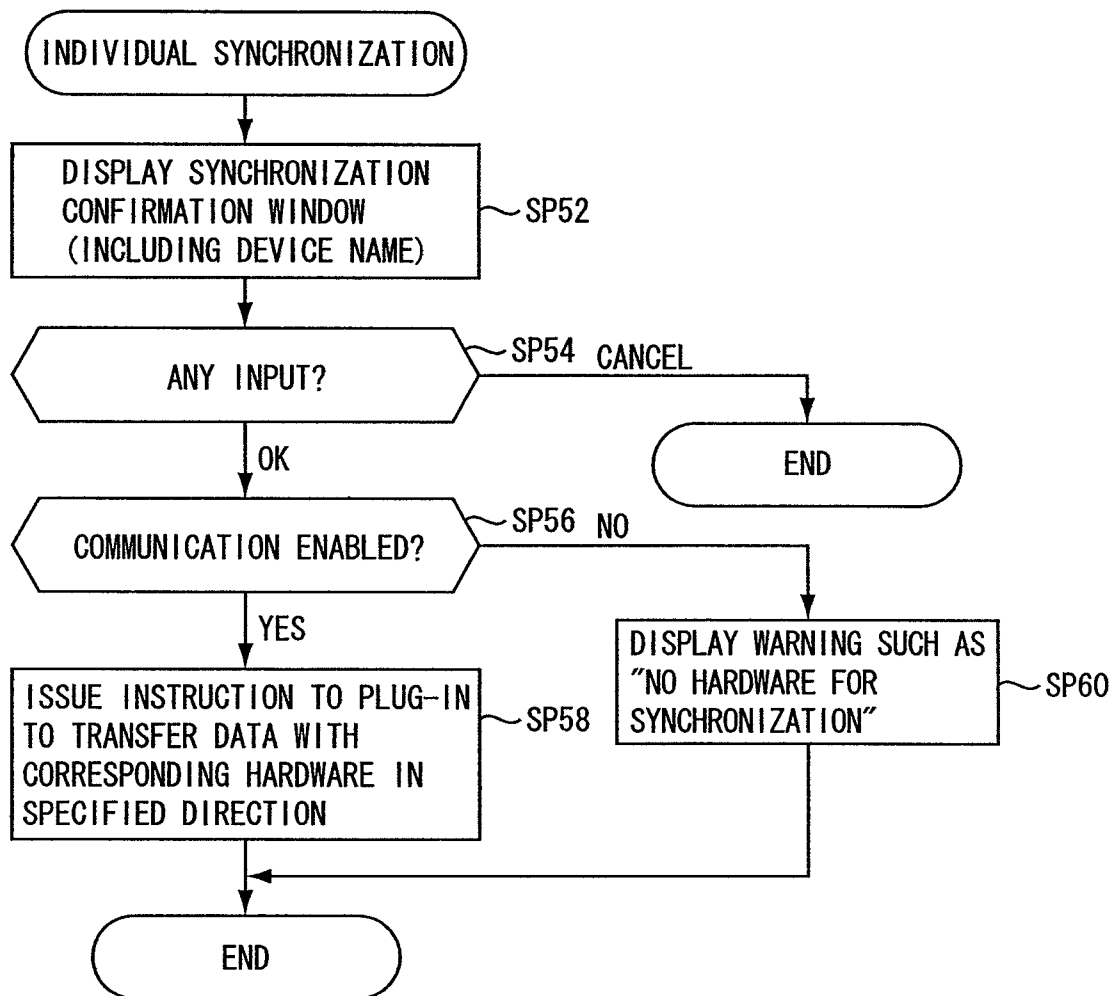 INDIVIDUAL SYNCHRONIZATION
DISPLAY SYNCHRONIZATION
CONFIRMATION WINDOW
(INCLUDING DEVICE NAME)
SP52
ANY INPUT?
SP54
CANCEL
END
OK
COMMUNICATION ENABLED?
SP56
NO
YES
DISPLAY WARNING SUCH AS
"NO HARDWARE FOR
SYNCHRONIZATION"
SP60
ISSUE INSTRUCTION TO PLUG-IN
TO TRANSFER DATA WITH
CORRESPONDING HARDWARE IN
SPECIFIED DIRECTION
SP58
END